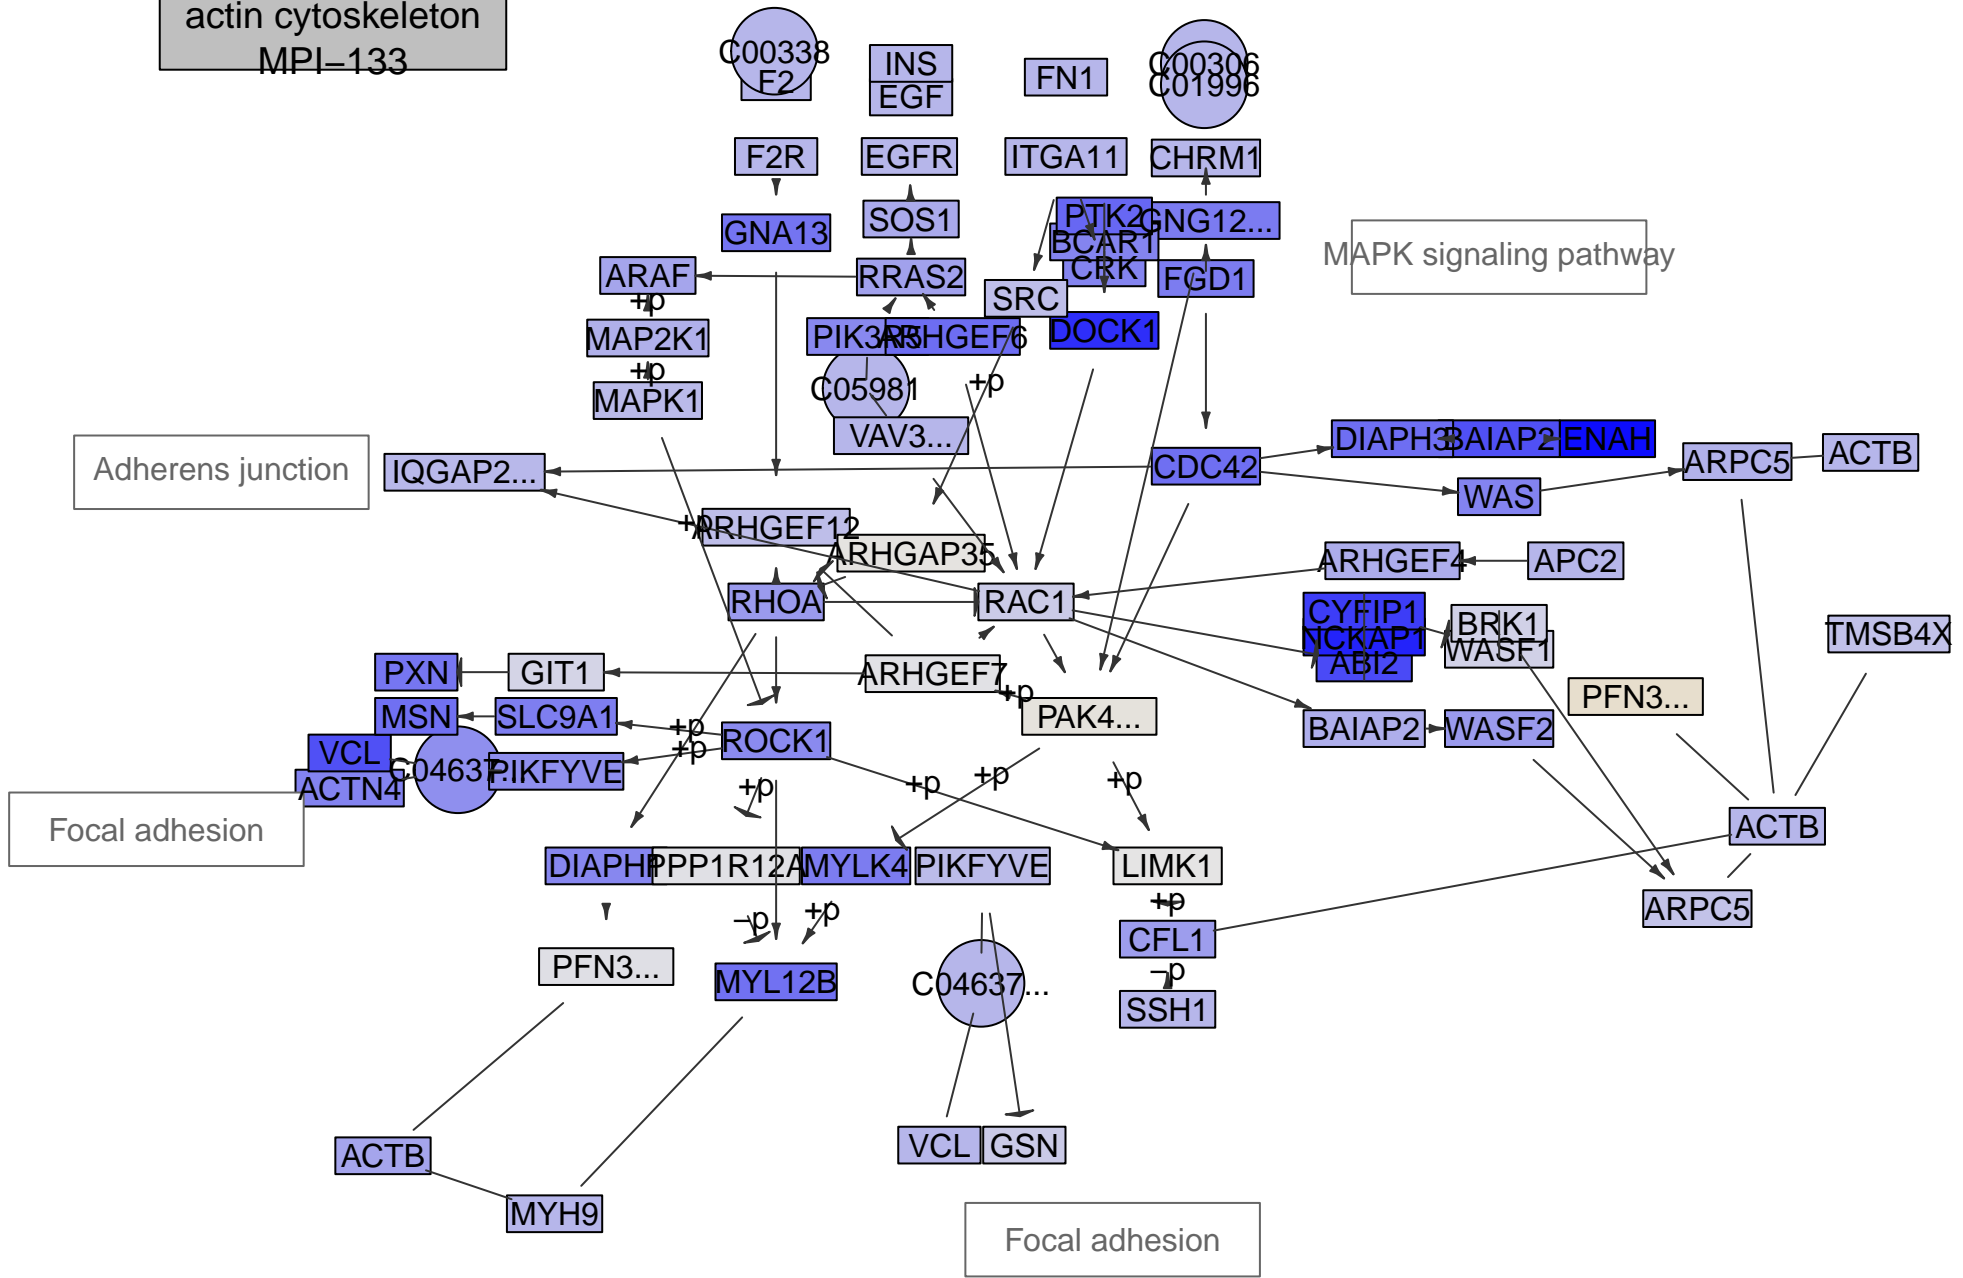 actin cytoskeleton
MPI−133
C00338
F2
INS
EGF
FN1
C00306
C01996
F2R
EGFR
ITGA11
CHRM1
GNA13
SOS1
PTK2
GNG12...
BCAR1
MAPK signaling pathway
ARAF
RRAS2
CRK
FGD1
SRC
+p
MAP2K1
PIK3R5
ARHGEF6
DOCK1
+p
C05981
+p
MAPK1
VAV3...
DIAPH3
BAIAP2
ENAH
Adherens junction
IQGAP2...
CDC42
ARPC5
ACTB
WAS
+p
ARHGEF12
ARHGAP35
ARHGEF4
APC2
RHOA
RAC1
CYFIP1
BRK1
NCKAP1
WASF1
TMSB4X
ABI2
PXN
GIT1
ARHGEF7
+p
PFN3...
MSN
SLC9A1
+p
PAK4...
VCL
ROCK1
BAIAP2
WASF2
+p
C04637...
PIKFYVE
ACTN4
+p
+p
+p
+p
Focal adhesion
ACTB
PPP1R12A
MYLK4
PIKFYVE
LIMK1
−p
+p
+p
ARPC5
CFL1
PFN3...
MYL12B
−p
C04637...
SSH1
ACTB
VCL
GSN
MYH9
Focal adhesion